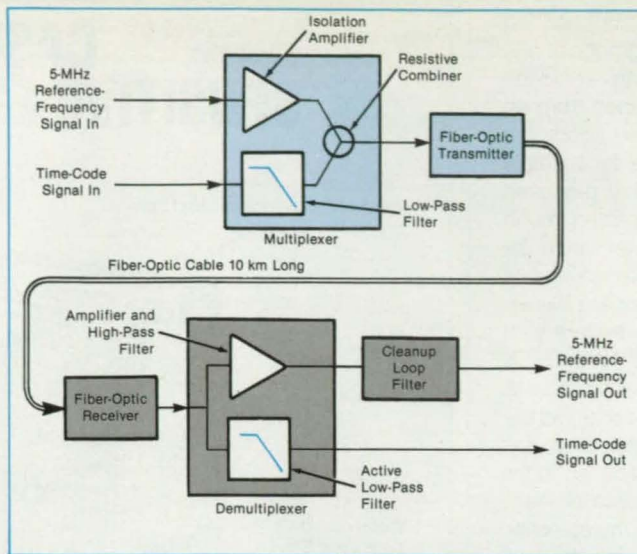 Isolation
Amplifier
5-MHz
Reference-
Frequency
Signal In
Resistive
Combiner
Fiber-Optic
Transmitter
Time-Code
Signal In
Low-Pass
Filter
Multiplexer
Fiber-Optic Cable 10 km Long
Amplifier and
High-Pass
Filter
Cleanup
Loop
Filter
5-MHz
Reference-
Frequency
Signal Out
Fiber-Optic
Receiver
Time-Code
Signal Out
Active
Low-Pass
Filter
Demultiplexer